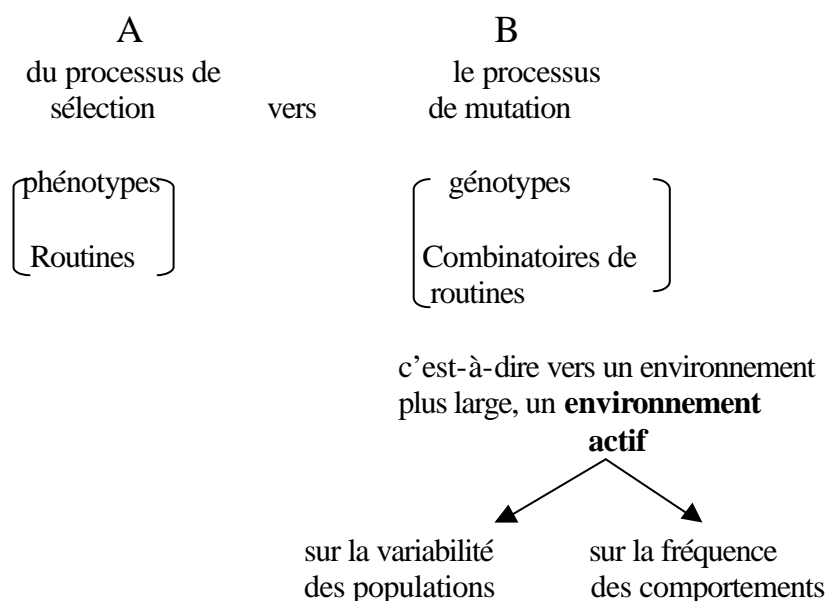 A B
du processus de le processus
sélection vers de mutation
phénotypes génotypes
Routines Combinatoires de
routines
c'est-à-dire vers un environnement
plus large, un environnement
actif
sur la variabilité sur la fréquence
des populations des comportements